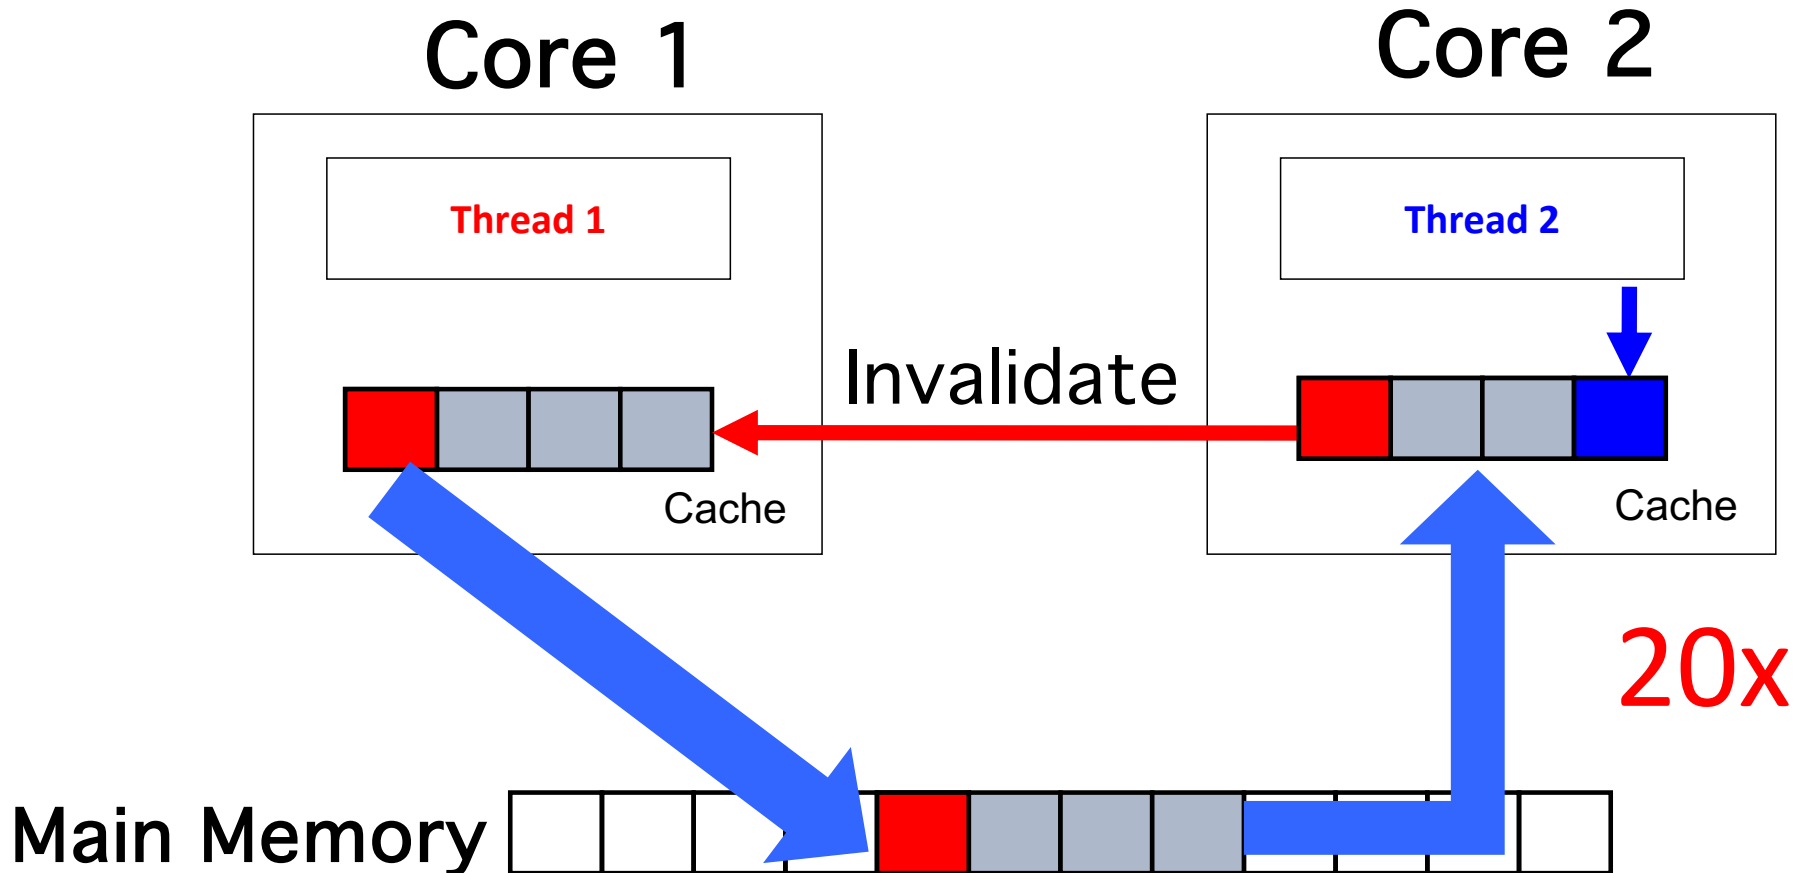 Core 1
Core 2
Thread 1
Thread 2
Invalidate
Cache
Cache
20x
Main Memory